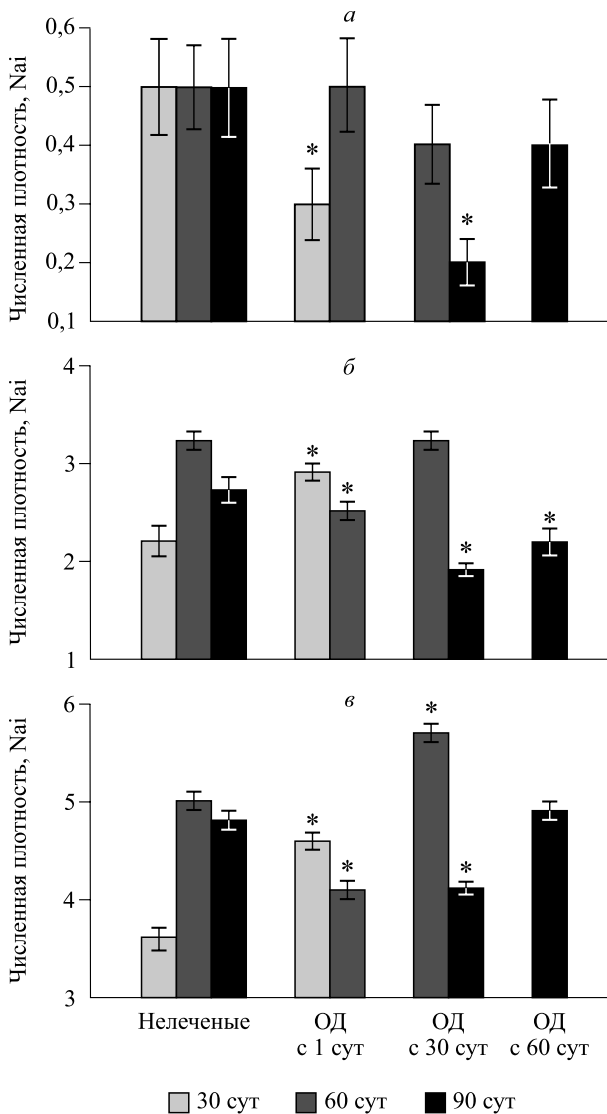 а
Численная плотность, Nai
0,6
0,5
0,4
0,3
0,2
0,1
*
*
б
Численная плотность, Nai
4
3
2
1
*
*
*
*
в
Численная плотность, Nai
6
5
4
3
*
*
*
*
Нелеченые
ОД
с 1 сут
ОД
с 30 сут
ОД
с 60 сут
30 сут
60 сут
90 сут